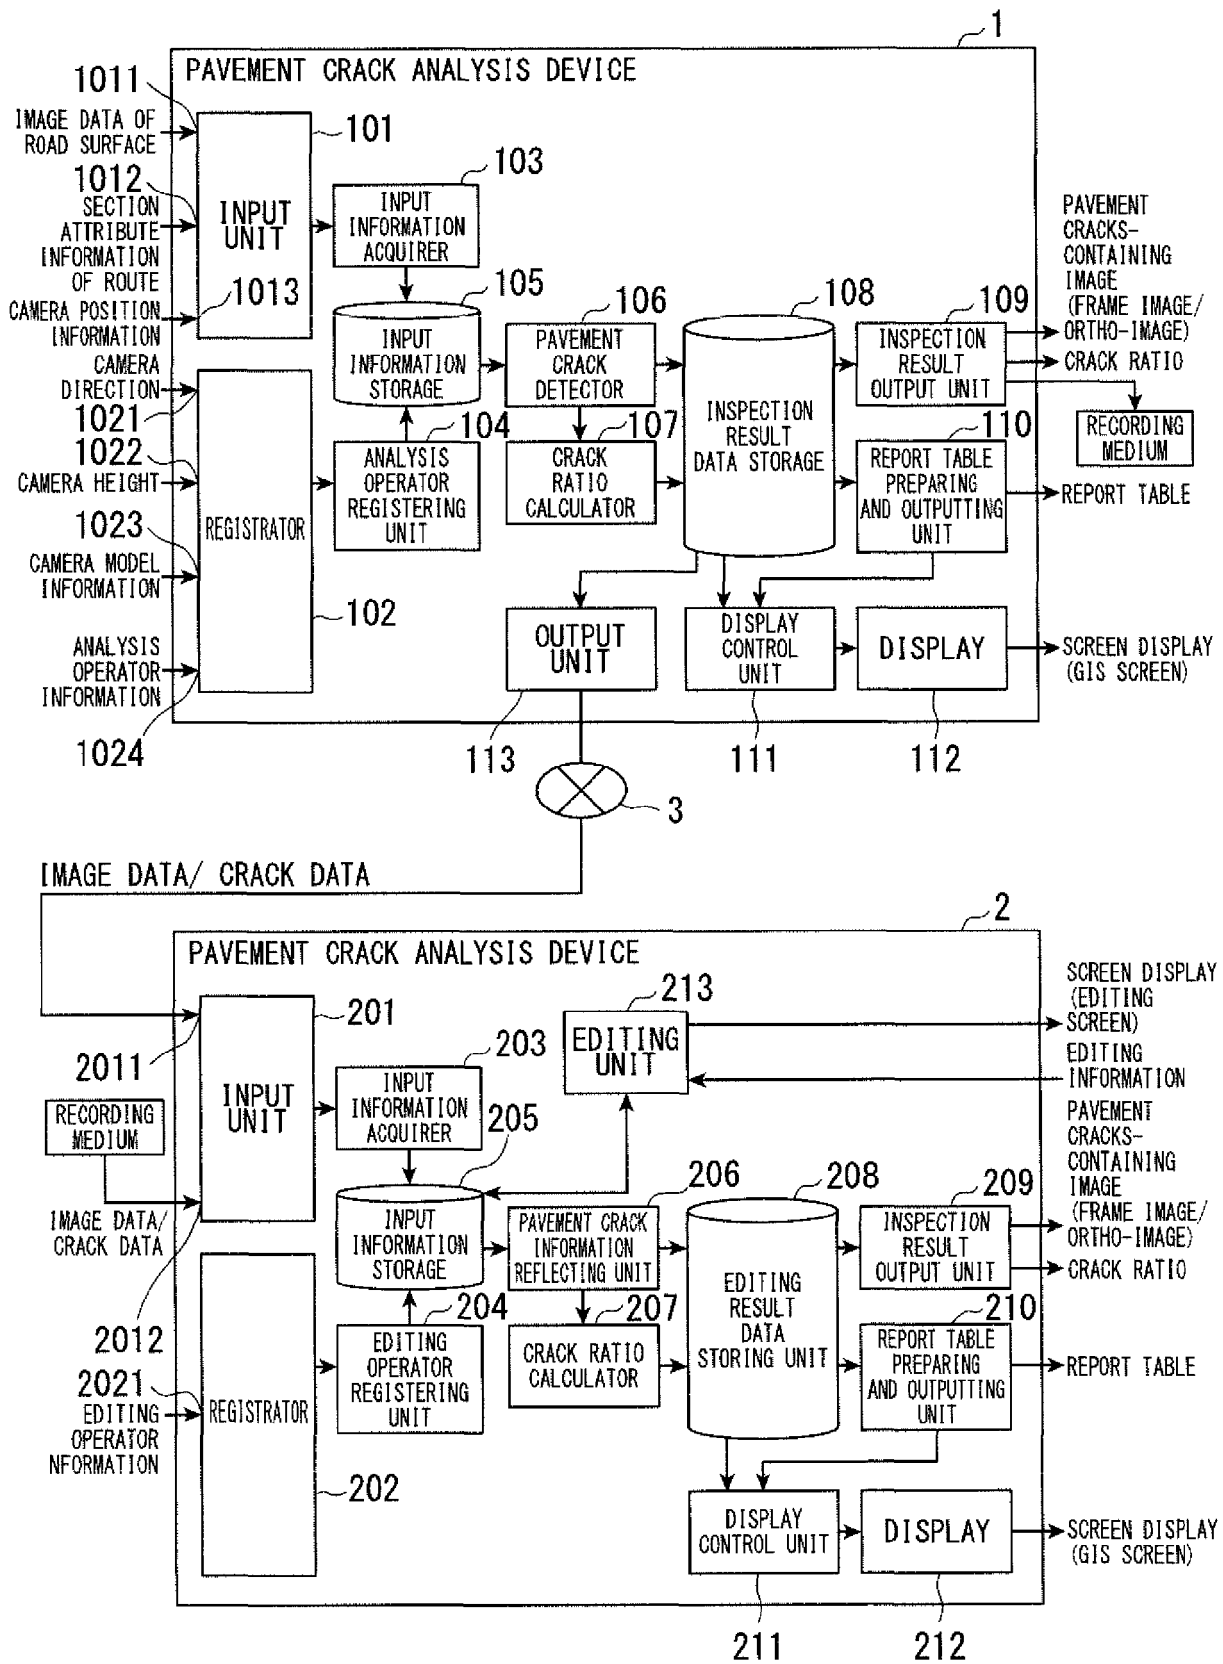 1
PAVEMENT CRACK ANALYSIS DEVICE
1011
IMAGE DATA OF
ROAD SURFACE
101
1012
SECTION
ATTRIBUTE
INFORMATION
OF ROUTE
INPUT
UNIT
103
INPUT
INFORMATION
ACQUIRER
1013
CAMERA POSITION
INFORMATION
CAMERA
DIRECTION
1021
1022
CAMERA HEIGHT
1023
CAMERA MODEL
INFORMATION
ANALYSIS
OPERATOR
INFORMATION
1024
REGISTRATOR
102
105
INPUT
INFORMATION
STORAGE
104
ANALYSIS
OPERATOR
REGISTERING
UNIT
106
PAVEMENT
CRACK
DETECTOR
107
CRACK
RATIO
CALCULATOR
108
INSPECTION
RESULT
DATA STORAGE
109
INSPECTION
RESULT
OUTPUT UNIT
110
REPORT TABLE
PREPARING
AND OUTPUTTING
UNIT
PAVEMENT
CRACKS-
CONTAINING
IMAGE
(FRAME IMAGE/
ORTHO-IMAGE)
CRACK RATIO
RECORDING
MEDIUM
REPORT TABLE
OUTPUT
UNIT
113
DISPLAY
CONTROL
UNIT
111
DISPLAY
112
SCREEN DISPLAY
(GIS SCREEN)
3
IMAGE DATA/ CRACK DATA
2
PAVEMENT CRACK ANALYSIS DEVICE
201
2011
INPUT
UNIT
RECORDING
MEDIUM
IMAGE DATA/
CRACK DATA
2012
2021
EDITING
OPERATOR
NFORMATION
REGISTRATOR
202
203
INPUT
INFORMATION
ACQUIRER
205
INPUT
INFORMATION
STORAGE
204
EDITING
OPERATOR
REGISTERING
UNIT
213
EDITING
UNIT
SCREEN DISPLAY
(EDITING
SCREEN)
EDITING
INFORMATION
206
PAVEMENT CRACK
INFORMATION
REFLECTING UNIT
207
CRACK RATIO
CALCULATOR
208
EDITING
RESULT
DATA
STORING UNIT
209
INSPECTION
RESULT
OUTPUT UNIT
210
REPORT TABLE
PREPARING
AND OUTPUTTING
UNIT
PAVEMENT
CRACKS-
CONTAINING
IMAGE
(FRAME IMAGE/
ORTHO-IMAGE)
CRACK RATIO
REPORT TABLE
DISPLAY
CONTROL UNIT
211
DISPLAY
212
SCREEN DISPLAY
(GIS SCREEN)